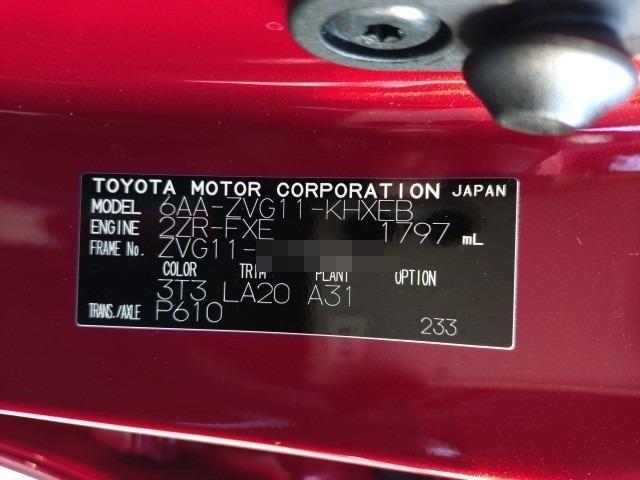 TOYOTA MOTOR CORPORATION JAPAN
MODEL 6AA-ZVG11-KHXEB
ENGINE 2ZR-FXE 1797 mL
FRAME No. ZVG11-
COLOR TRIM PLANT OPTION
3T3 LA20 A31
TRANS./AXLE P610
233